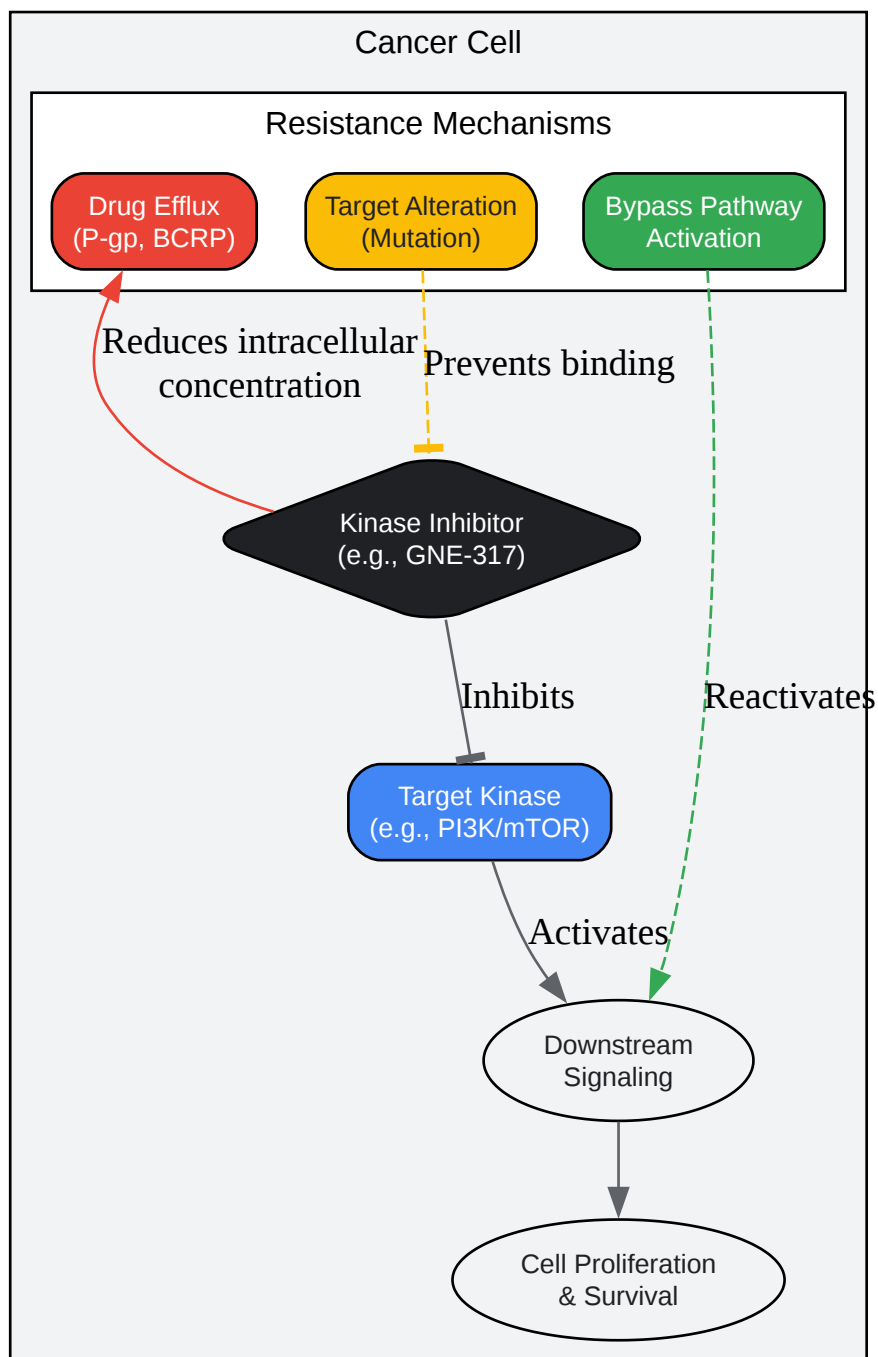 Cancer Cell
Resistance Mechanisms
Drug Efflux
(P-gp, BCRP)
Target Alteration
(Mutation)
Bypass Pathway
Activation
Reduces intracellular
concentration
Prevents binding
Kinase Inhibitor
(e.g., GNE-317)
Inhibits
Reactivates
Target Kinase
(e.g., PI3K/mTOR)
Activates
Downstream
Signaling
Cell Proliferation
& Survival